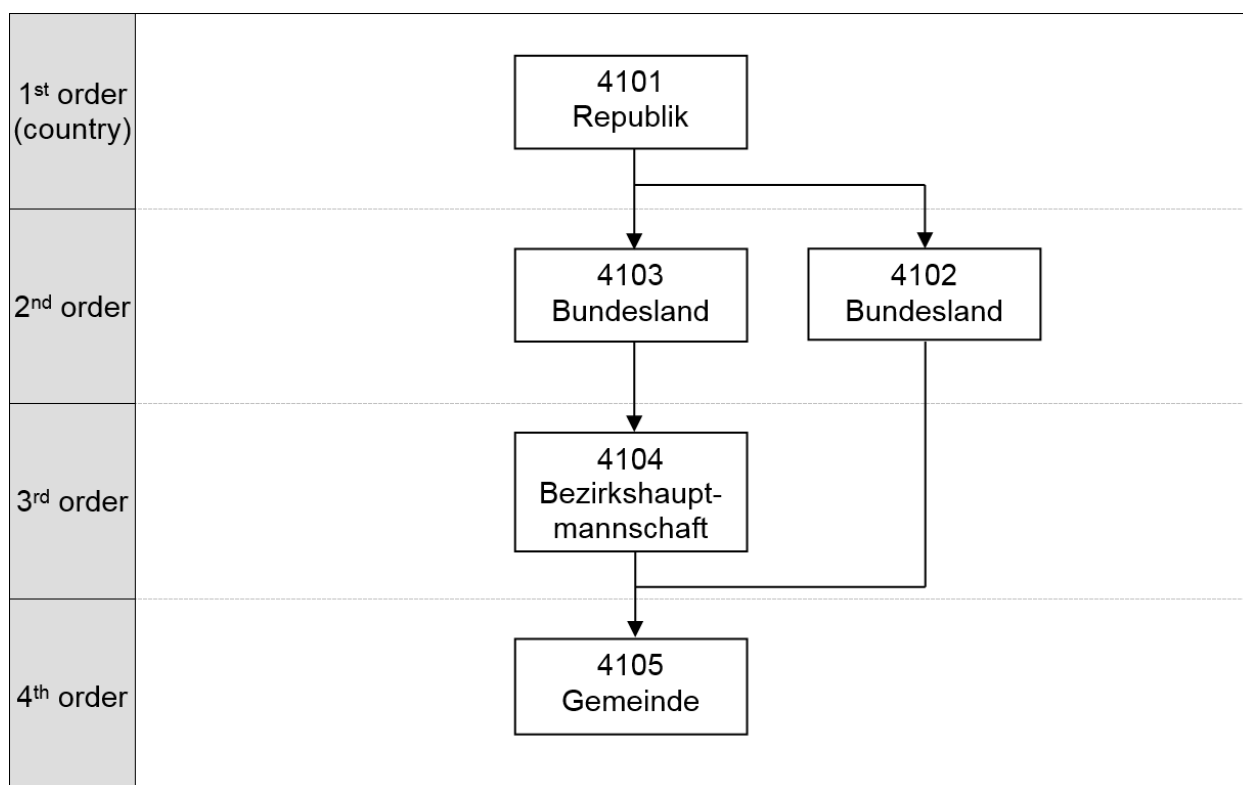 1st order
(country)
4101
Republik
2nd order
4103
Bundesland
4102
Bundesland
3rd order
4104
Bezirkshaupt-
mannschaft
4th order
4105
Gemeinde